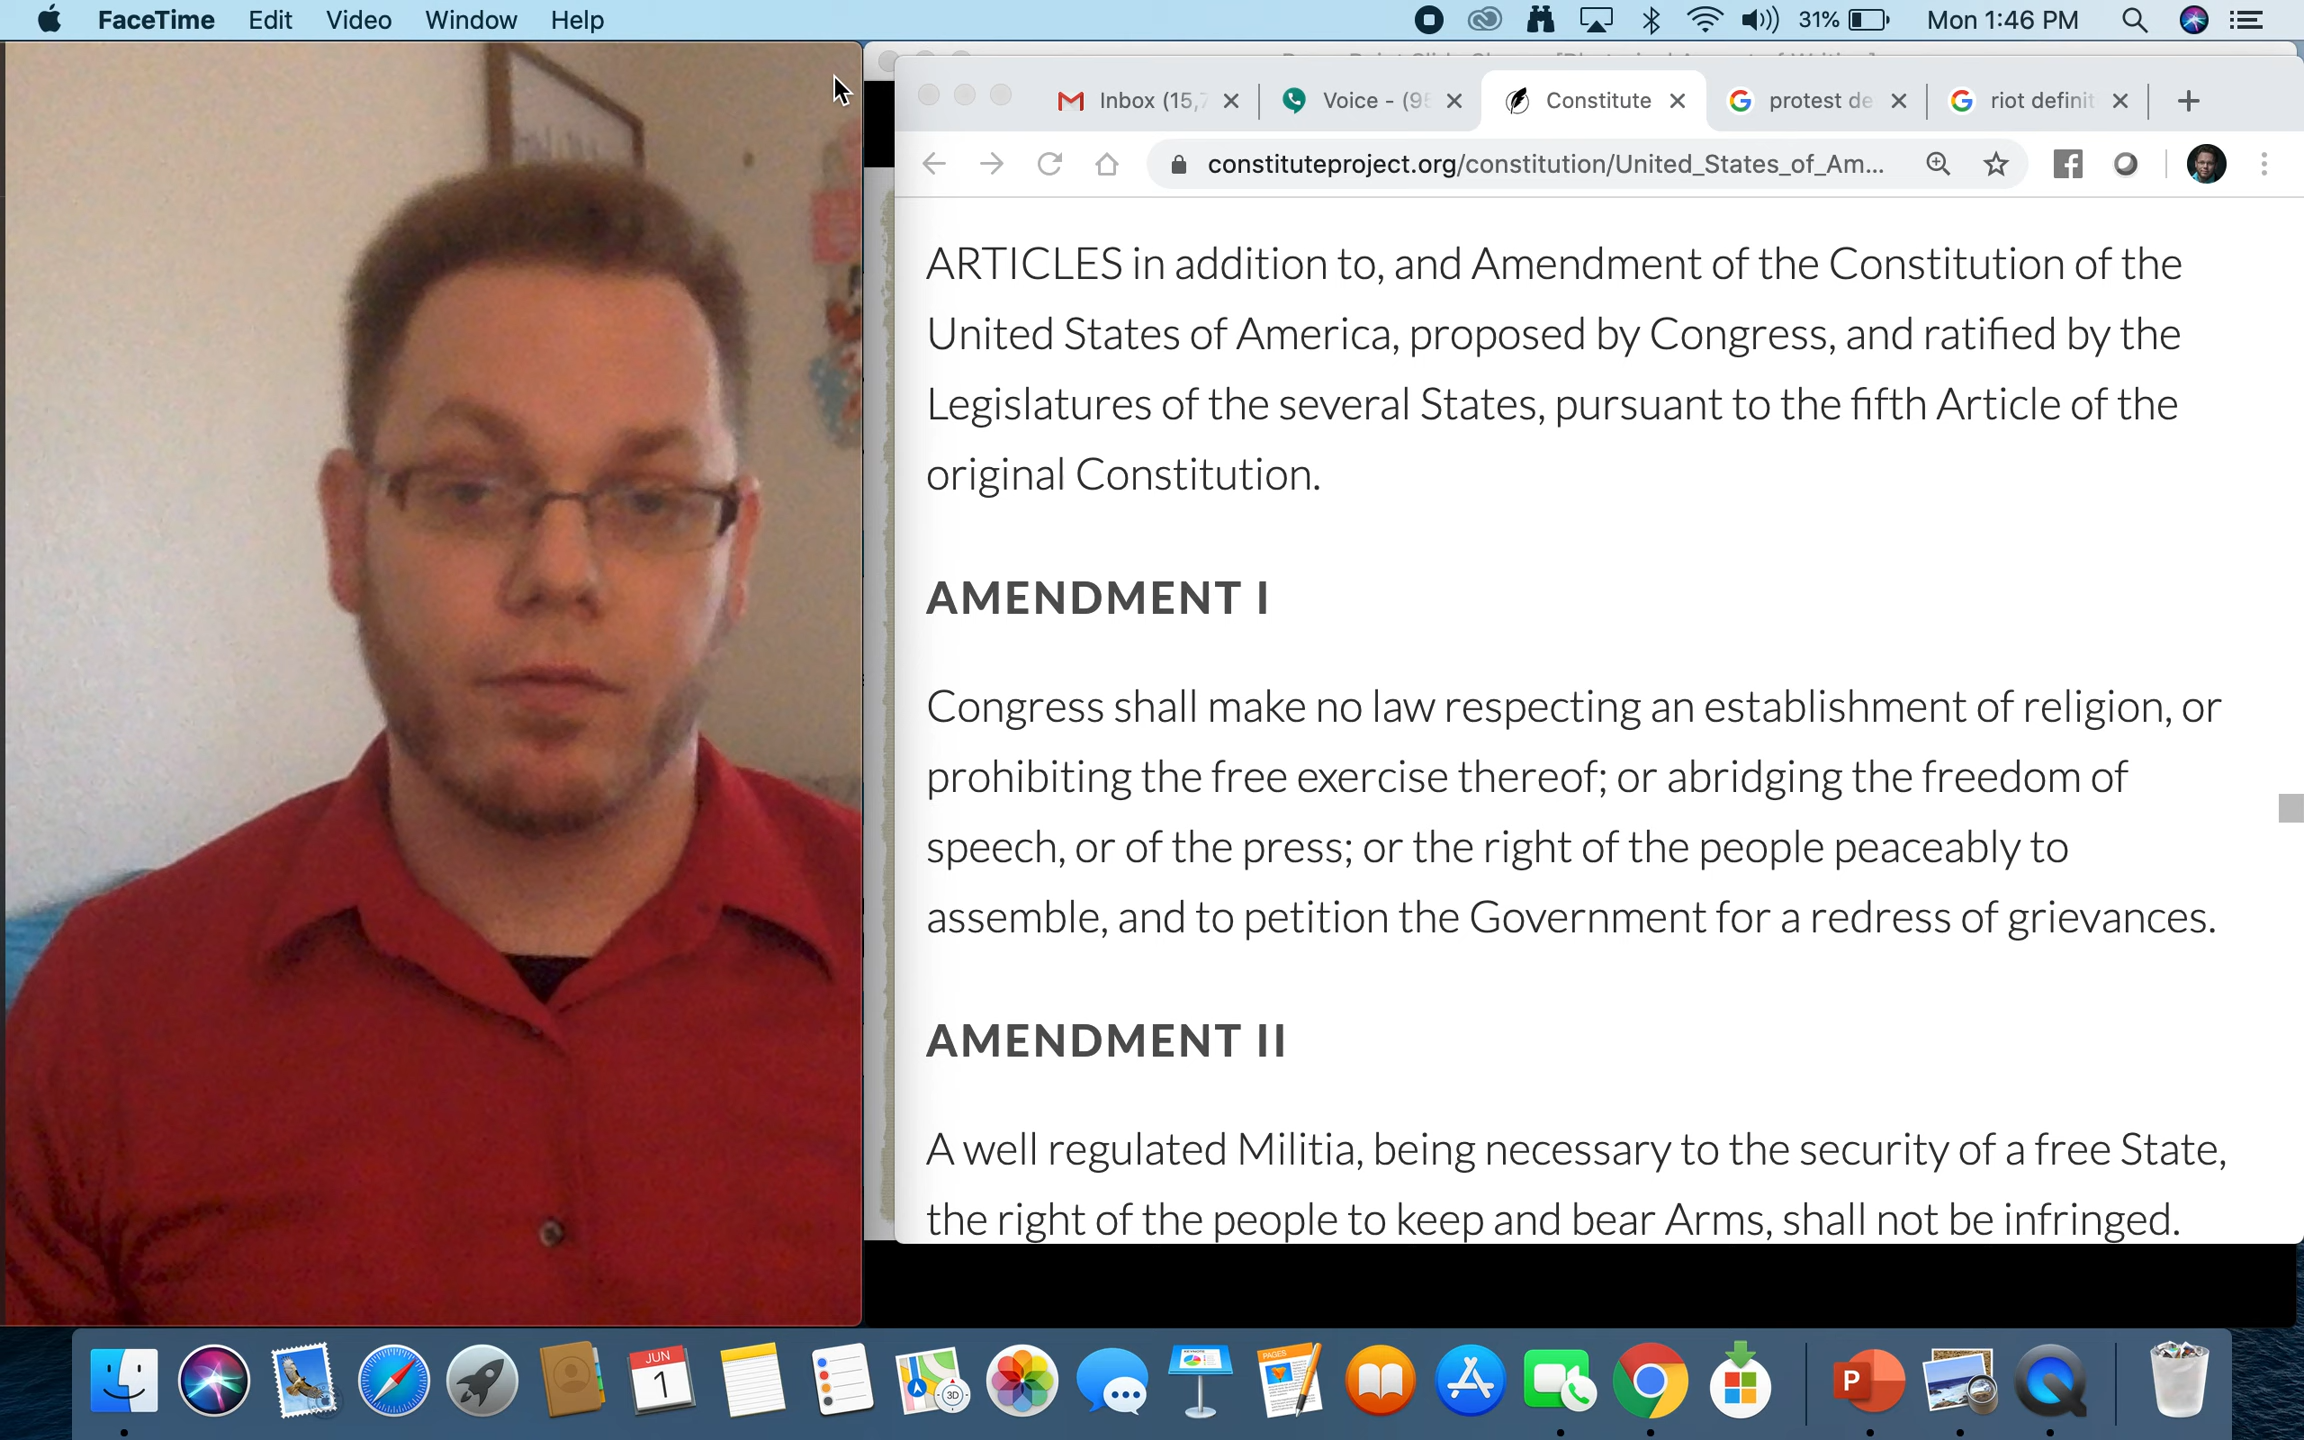 FaceTime Edit Video Window Help 31% Mon 1:46 PM
Inbox (15,7 Voice - (95 Constitute protest de riot definit
constituteproject.org/constitution/United_States_of_Am...
ARTICLES in addition to, and Amendment of the Constitution of the
United States of America, proposed by Congress, and ratified by the
Legislatures of the several States, pursuant to the fifth Article of the
original Constitution.
AMENDMENT I
Congress shall make no law respecting an establishment of religion, or
prohibiting the free exercise thereof; or abridging the freedom of
speech, or of the press; or the right of the people peaceably to
assemble, and to petition the Government for a redress of grievances.
AMENDMENT II
A well regulated Militia, being necessary to the security of a free State,
the right of the people to keep and bear Arms, shall not be infringed.
JUN
1
3D
PAGES
P